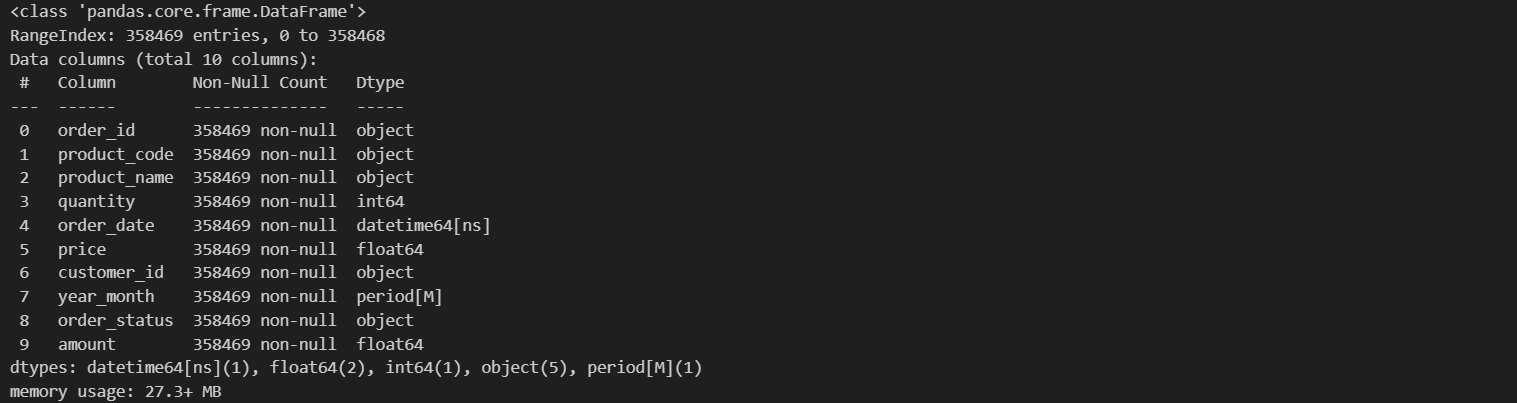 <class 'pandas.core.frame.DataFrame'>
RangeIndex: 358469 entries, 0 to 358468
Data columns (total 10 columns):
 #   Column        Non-Null Count   Dtype
---  ------        --------------   -----
 0   order_id      358469 non-null  object
 1   product_code  358469 non-null  object
 2   product_name  358469 non-null  object
 3   quantity      358469 non-null  int64
 4   order_date    358469 non-null  datetime64[ns]
 5   price         358469 non-null  float64
 6   customer_id   358469 non-null  object
 7   year_month    358469 non-null  period[M]
 8   order_status  358469 non-null  object
 9   amount        358469 non-null  float64
dtypes: datetime64[ns](1), float64(2), int64(1), object(5), period[M](1)
memory usage: 27.3+ MB